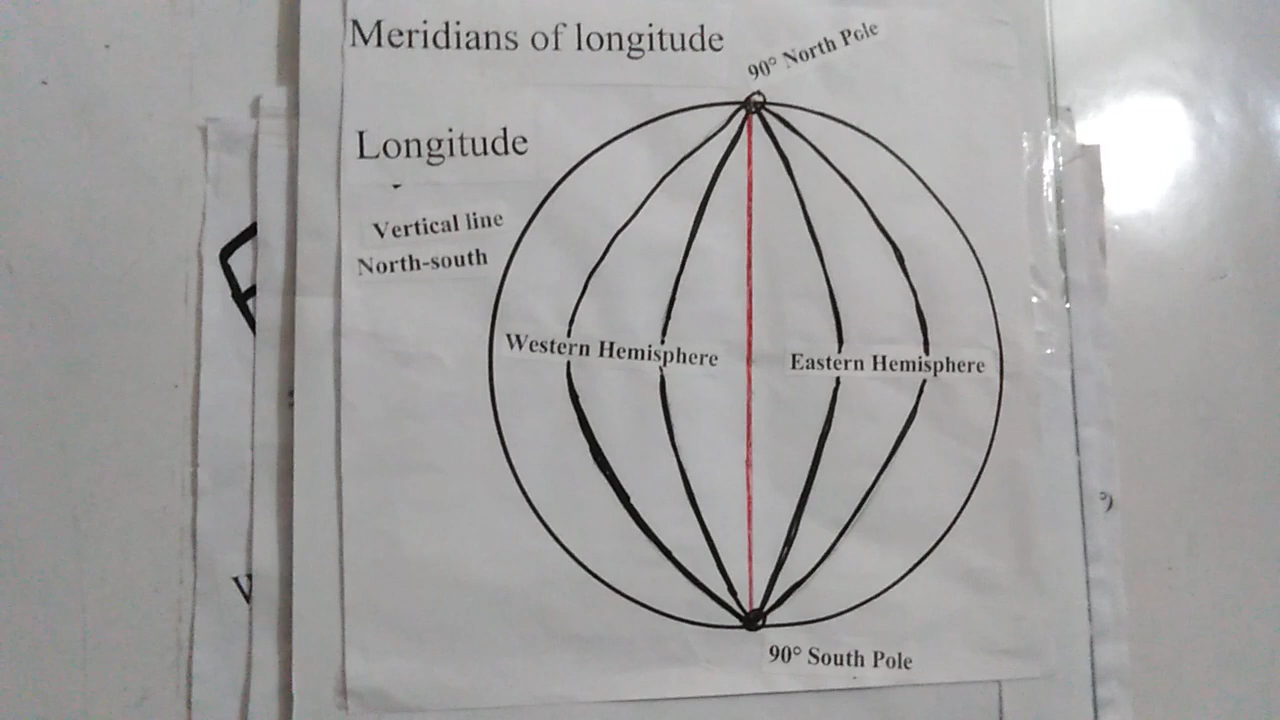 Meridians of longitude
90° North Pole
Longitude
Vertical line
North-south
Western Hemisphere
Eastern Hemisphere
90° South Pole